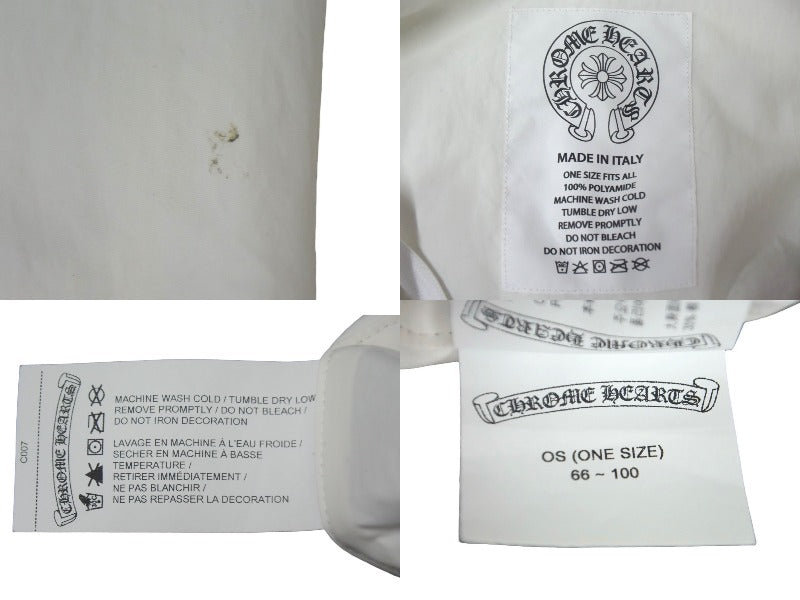 CHROME HEARTS
MADE IN ITALY
ONE SIZE FITS ALL
100% POLYAMIDE
MACHINE WASH COLD
TUMBLE DRY LOW
REMOVE PROMPTLY
DO NOT BLEACH
DO NOT IRON DECORATION
C007
CHROME HEARTS
MACHINE WASH COLD / TUMBLE DRY LOW
REMOVE PROMPTLY / DO NOT BLEACH /
DO NOT IRON DECORATION
LAVAGE EN MACHINE À L'EAU FROIDE /
SECHER EN MACHINE À BASSE
TEMPERATURE /
RETIRER IMMÉDIATEMENT /
NE PAS BLANCHIR /
NE PAS REPASSER LA DECORATION
CHROME HEARTS
CHROME HEARTS
OS (ONE SIZE)
66 ~ 100